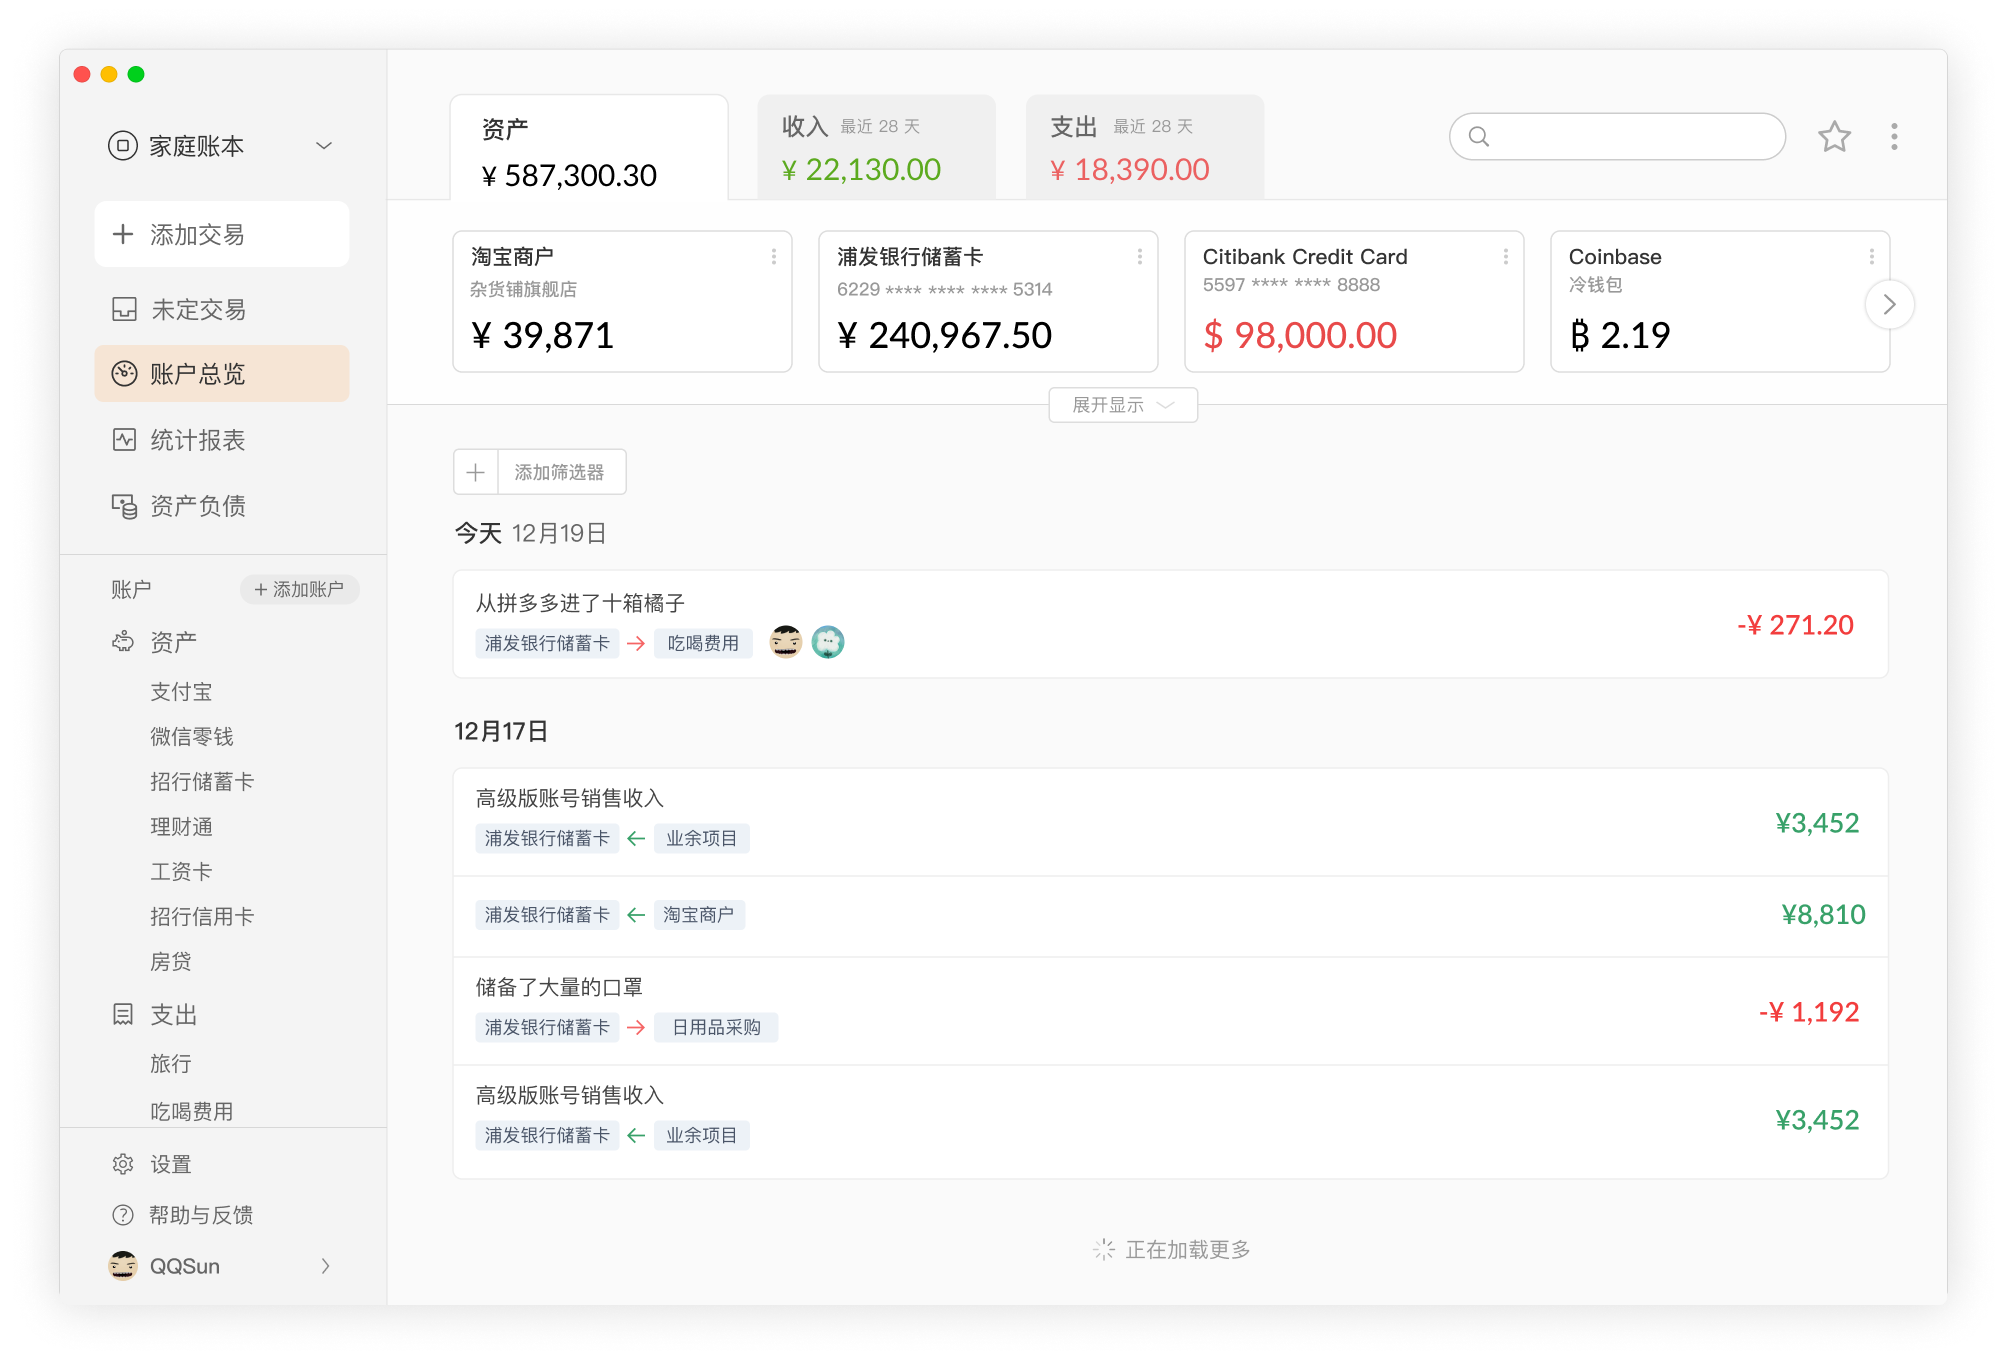 家庭账本
添加交易
未定交易
账户总览
统计报表
资产负债
账户
+ 添加账户
资产
支付宝
微信零钱
招行储蓄卡
理财通
工资卡
招行信用卡
房贷
支出
旅行
吃喝费用
设置
帮助与反馈
QQSun
资产
¥ 587,300.30
收入 最近 28 天
¥ 22,130.00
支出 最近 28 天
¥ 18,390.00
淘宝商户
杂货铺旗舰店
¥ 39,871
浦发银行储蓄卡
6229 **** **** **** 5314
¥ 240,967.50
Citibank Credit Card
5597 **** **** 8888
$ 98,000.00
Coinbase
冷钱包
฿ 2.19
展开显示
添加筛选器
今天 12月19日
从拼多多进了十箱橘子
浦发银行储蓄卡 → 吃喝费用
-¥ 271.20
12月17日
高级版账号销售收入
浦发银行储蓄卡 ← 业余项目
¥3,452
浦发银行储蓄卡 ← 淘宝商户
¥8,810
储备了大量的口罩
浦发银行储蓄卡 → 日用品采购
-¥ 1,192
高级版账号销售收入
浦发银行储蓄卡 ← 业余项目
¥3,452
正在加载更多